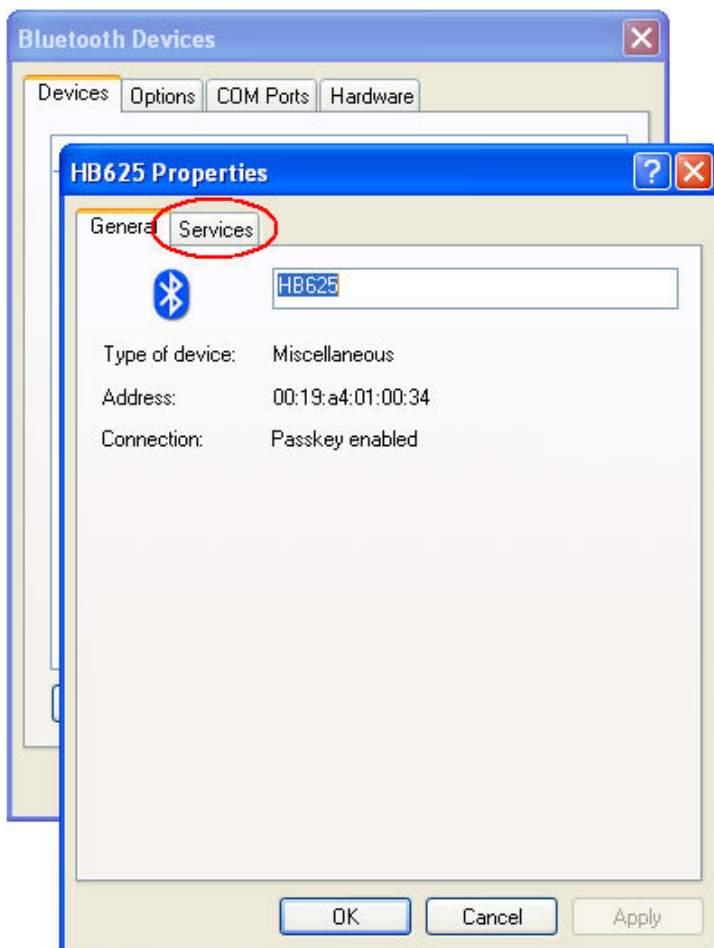 Bluetooth Devices
Devices Options COM Ports Hardware
HB625 Properties
General Services
HB625
Type of device: Miscellaneous
Address: 00:19:a4:01:00:34
Connection: Passkey enabled
OK Cancel Apply